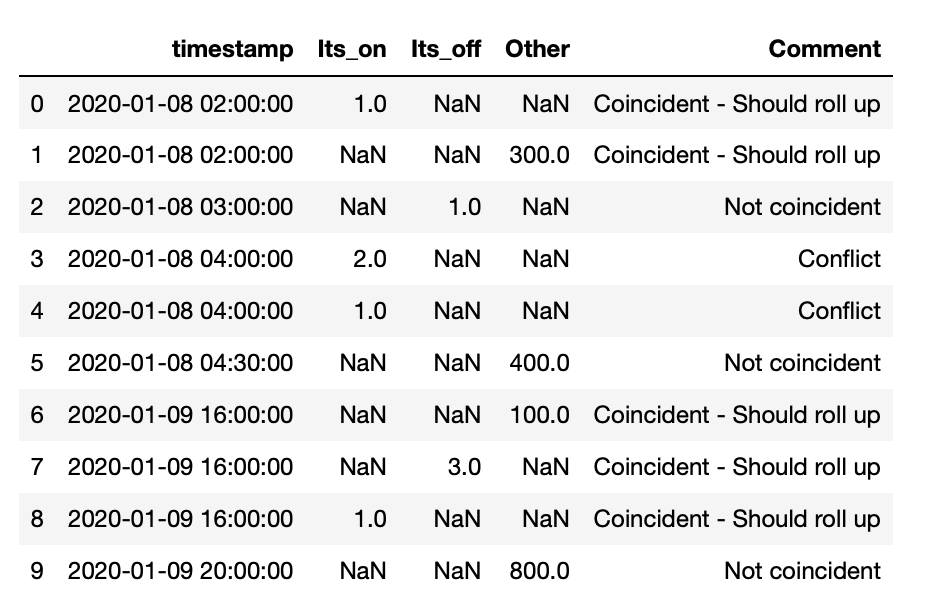 timestamp Its_on Its_off Other Comment
0 2020-01-08 02:00:00 1.0 NaN NaN Coincident - Should roll up
1 2020-01-08 02:00:00 NaN NaN 300.0 Coincident - Should roll up
2 2020-01-08 03:00:00 NaN 1.0 NaN Not coincident
3 2020-01-08 04:00:00 2.0 NaN NaN Conflict
4 2020-01-08 04:00:00 1.0 NaN NaN Conflict
5 2020-01-08 04:30:00 NaN NaN 400.0 Not coincident
6 2020-01-09 16:00:00 NaN NaN 100.0 Coincident - Should roll up
7 2020-01-09 16:00:00 NaN 3.0 NaN Coincident - Should roll up
8 2020-01-09 16:00:00 1.0 NaN NaN Coincident - Should roll up
9 2020-01-09 20:00:00 NaN NaN 800.0 Not coincident